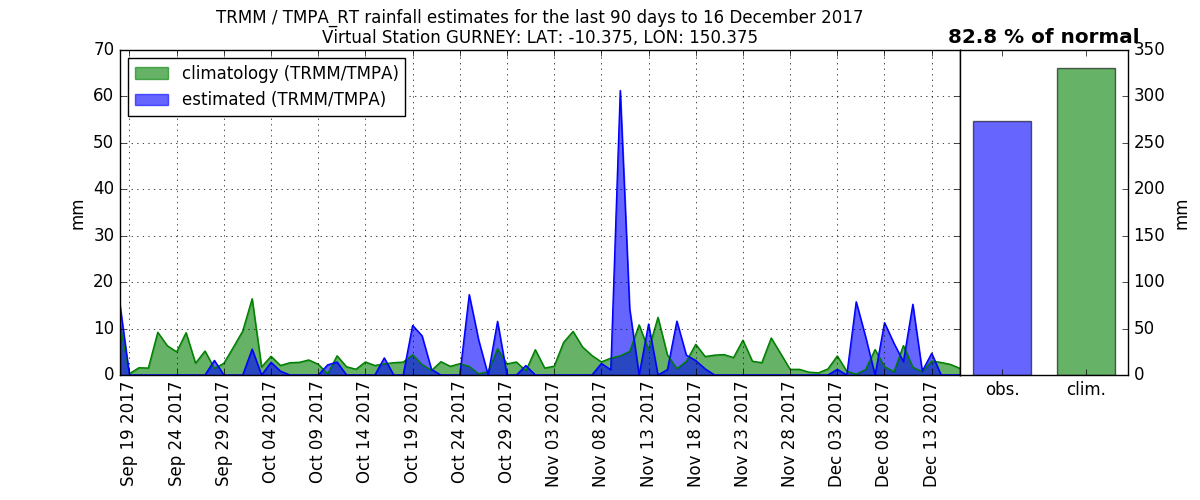 TRMM / TMPA_RT rainfall estimates for the last 90 days to 16 December 2017
Virtual Station GURNEY: LAT: -10.375, LON: 150.375
82.8 % of normal
climatology (TRMM/TMPA)
estimated (TRMM/TMPA)
70
60
50
40
30
20
10
0
mm
Sep 19 2017
Sep 24 2017
Sep 29 2017
Oct 04 2017
Oct 09 2017
Oct 14 2017
Oct 19 2017
Oct 24 2017
Oct 29 2017
Nov 03 2017
Nov 08 2017
Nov 13 2017
Nov 18 2017
Nov 23 2017
Nov 28 2017
Dec 03 2017
Dec 08 2017
Dec 13 2017
350
300
250
200
150
100
50
0
mm
obs.
clim.